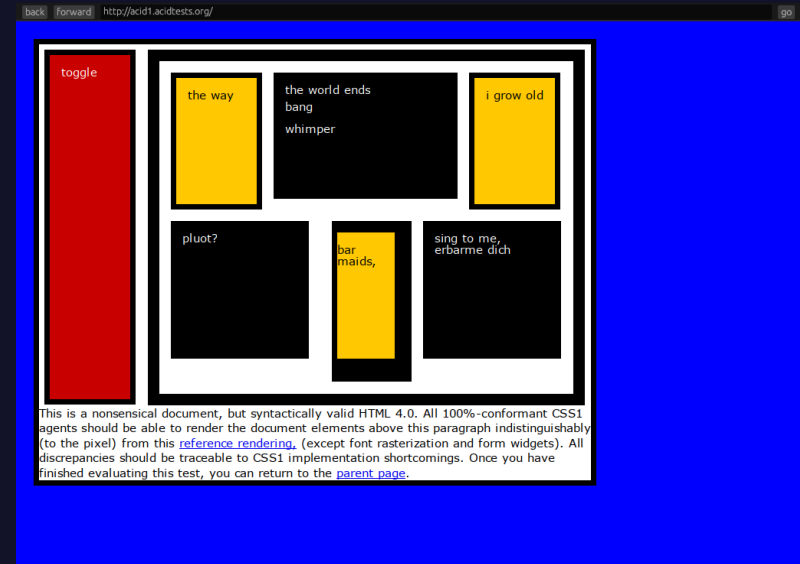 back forward http://acid1.acidtests.org/ go
toggle
the way
the world ends
bang
whimper
i grow old
pluot?
bar
maids,
sing to me,
erbarme dich
This is a nonsensical document, but syntactically valid HTML 4.0. All 100%-conformant CSS1
agents should be able to render the document elements above this paragraph indistinguishably
(to the pixel) from this reference rendering, (except font rasterization and form widgets). All
discrepancies should be traceable to CSS1 implementation shortcomings. Once you have
finished evaluating this test, you can return to the parent page.